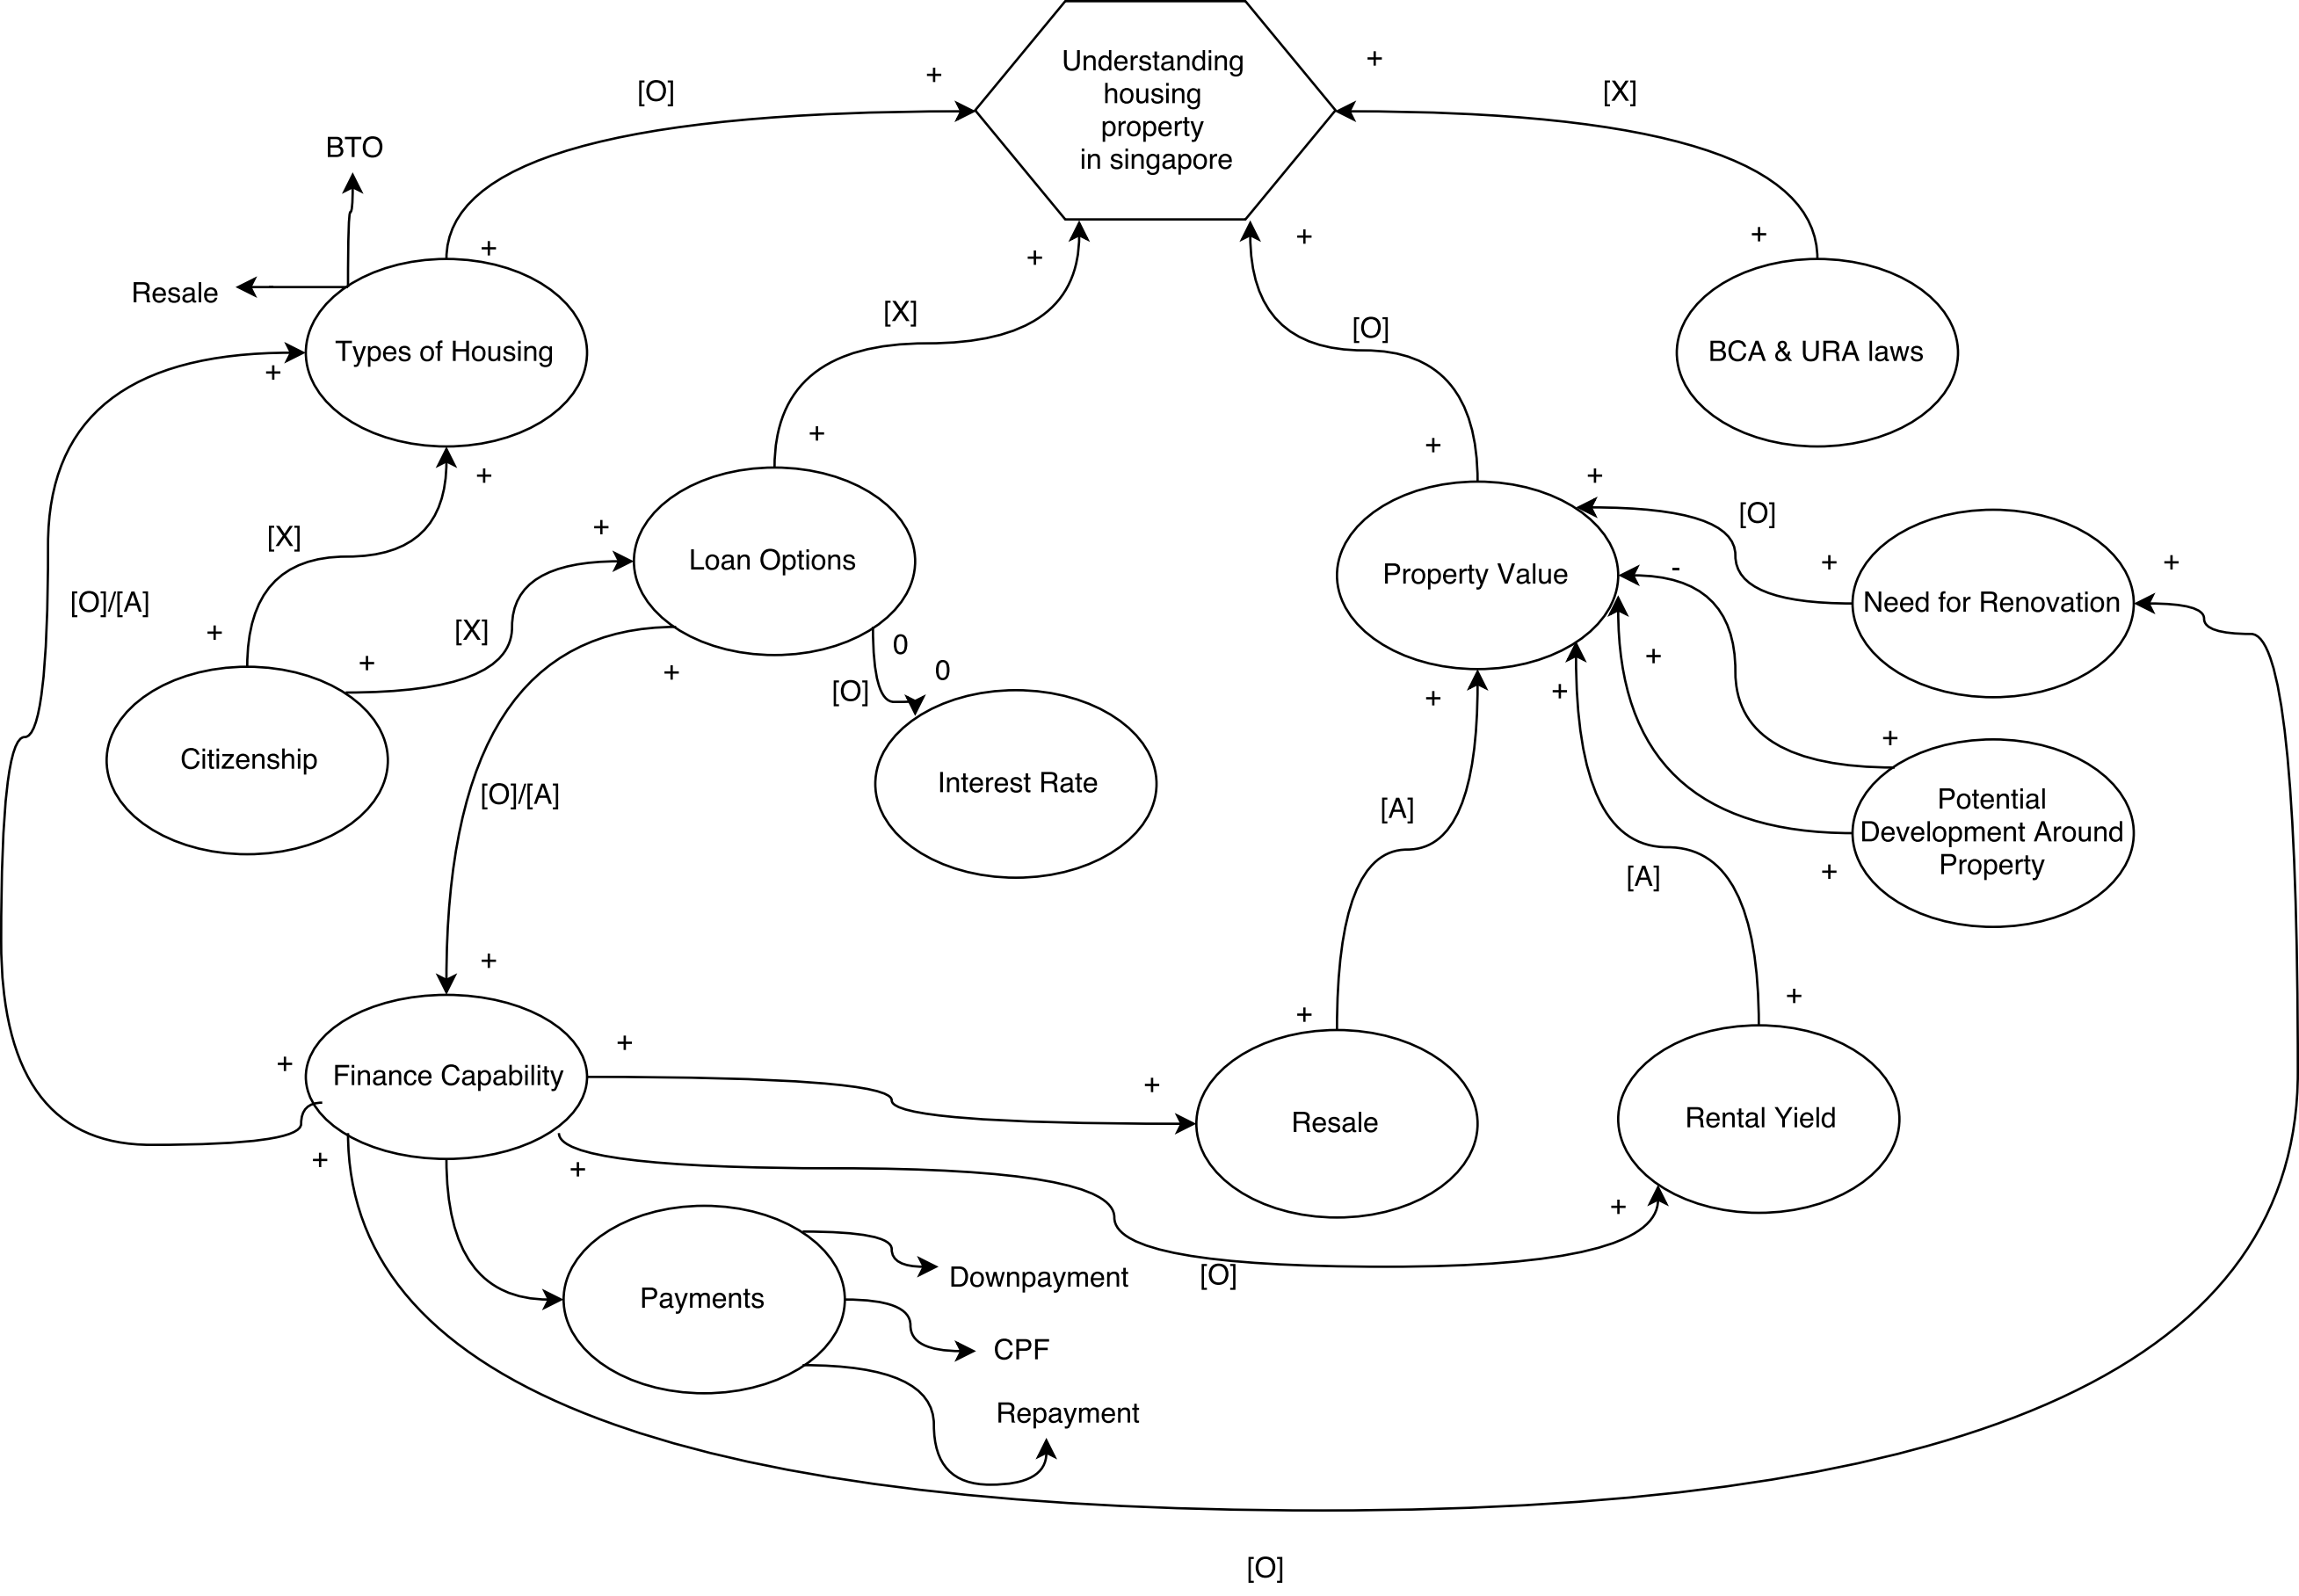 Understanding
housing
property
in singapore
+
+
[O]
[X]
BTO
+
+
+
+
Resale
-
[X]
[O]
Types of Housing
BCA & URA laws
+
+
+
+
+
[X]
+
[O]
Loan Options
Property Value
-
+
+
Need for Renovation
[O]/[A]
+
[X]
+
+
0
0
[O]
+
+
+
+
Citizenship
Interest Rate
[O]/[A]
+
Potential
Development Around
Property
[A]
[A]
+
+
+
+
Finance Capability
+
+
+
Resale
Rental Yield
+
+
+
Payments
Downpayment
[O]
CPF
Repayment
[O]